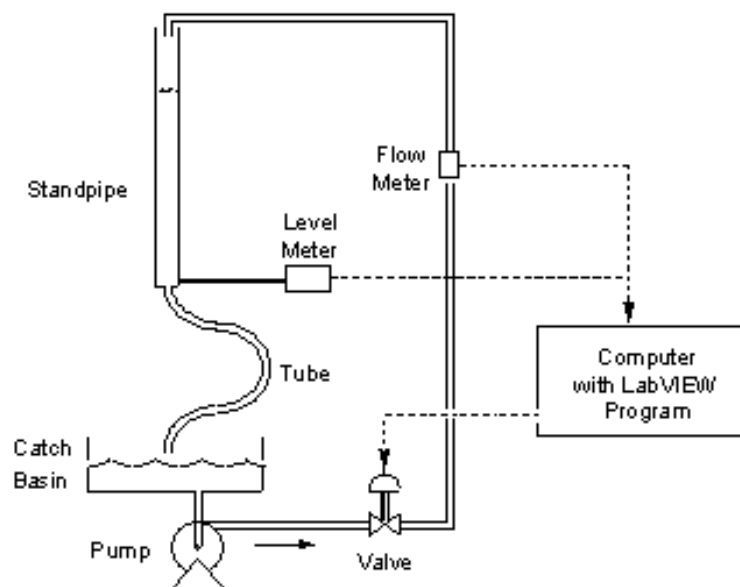 Flow
Meter
Standpipe
Level
Meter
Computer
with LabVIEW
Program
Tube
Catch
Basin
Pump
Valve